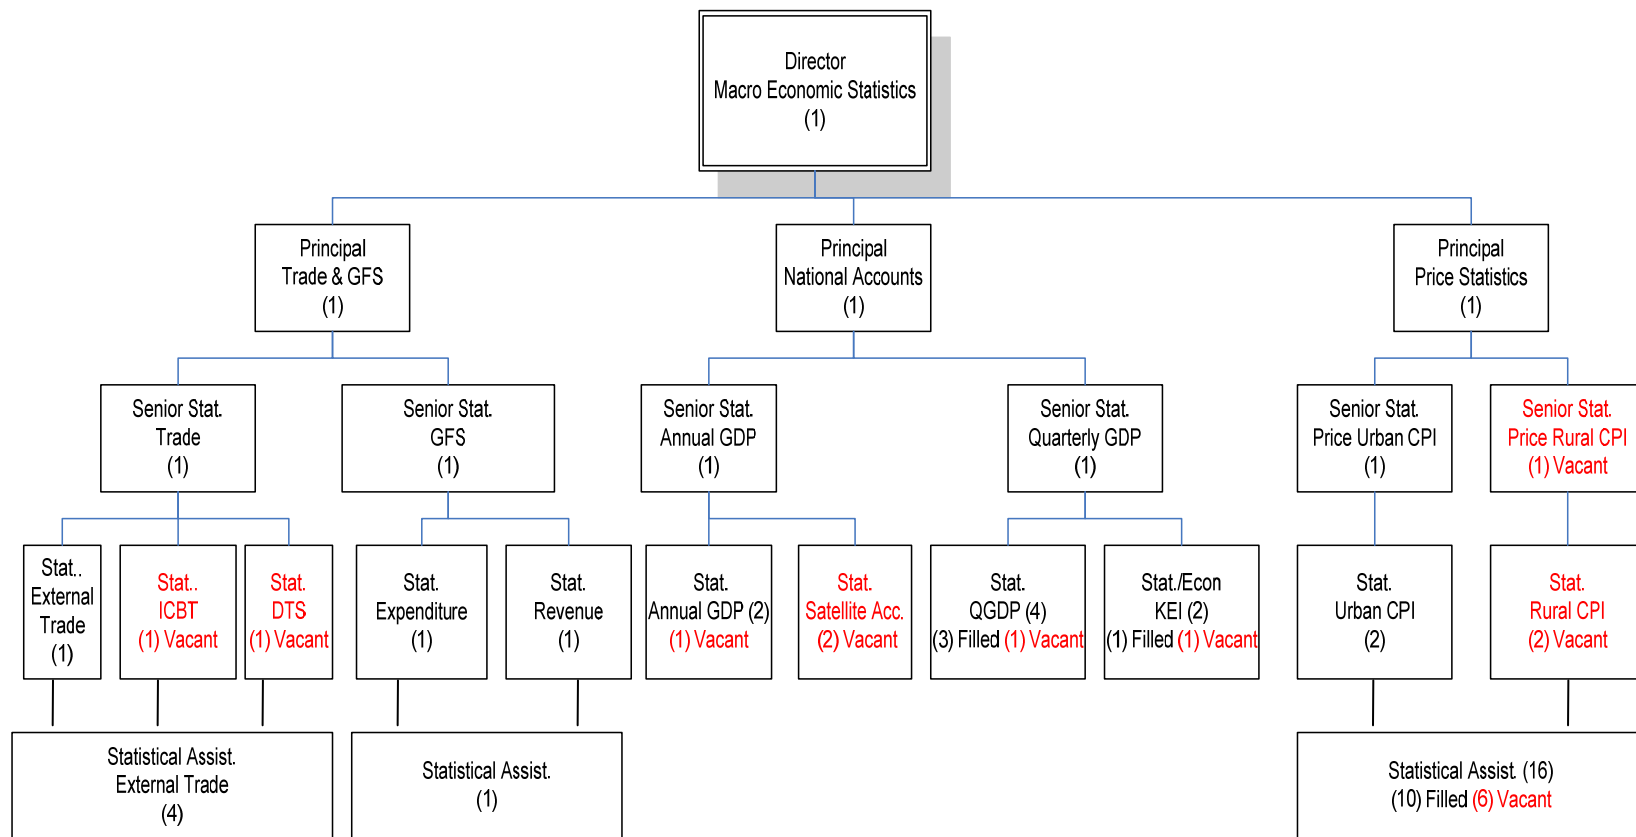 Director
Macro Economic Statistics
(1)
Principal
Trade & GFS
(1)
Principal
National Accounts
(1)
Principal
Price Statistics
(1)
Senior Stat.
Trade
(1)
Senior Stat.
GFS
(1)
Senior Stat.
Annual GDP
(1)
Senior Stat.
Quarterly GDP
(1)
Senior Stat.
Price Urban CPI
(1)
Senior Stat.
Price Rural CPI
(1) Vacant
Stat..
External
Trade
(1)
Stat..
ICBT
(1) Vacant
Stat.
DTS
(1) Vacant
Stat.
Expenditure
(1)
Stat.
Revenue
(1)
Stat.
Annual GDP (2)
(1) Vacant
Stat.
Satellite Acc.
(2) Vacant
Stat.
QGDP (4)
(3) Filled (1) Vacant
Stat./Econ
KEI (2)
(1) Filled (1) Vacant
Stat.
Urban CPI
(2)
Stat.
Rural CPI
(2) Vacant
Statistical Assist.
External Trade
(4)
Statistical Assist.
(1)
Statistical Assist. (16)
(10) Filled (6) Vacant